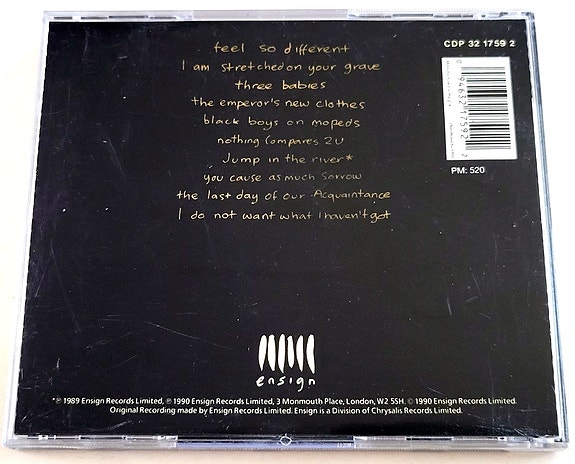 feel so different
I am stretched on your grave
three babies
the emperor's new clothes
black boys on mopeds
nothing Compares 2U
Jump in the river*
you cause as much sorrow
the last day of our Acquaintance
I do not want what I haven't got
CDP 32 1759 2
0 94632 17592 2
PM: 520
ensign
*℗ 1989 Ensign Records Limited, ℗ 1990 Ensign Records Limited, 3 Monmouth Place, London, W2 5SH. © 1990 Ensign Records Limited.
Original Recording made by Ensign Records Limited. Ensign is a Division of Chrysalis Records Limited.